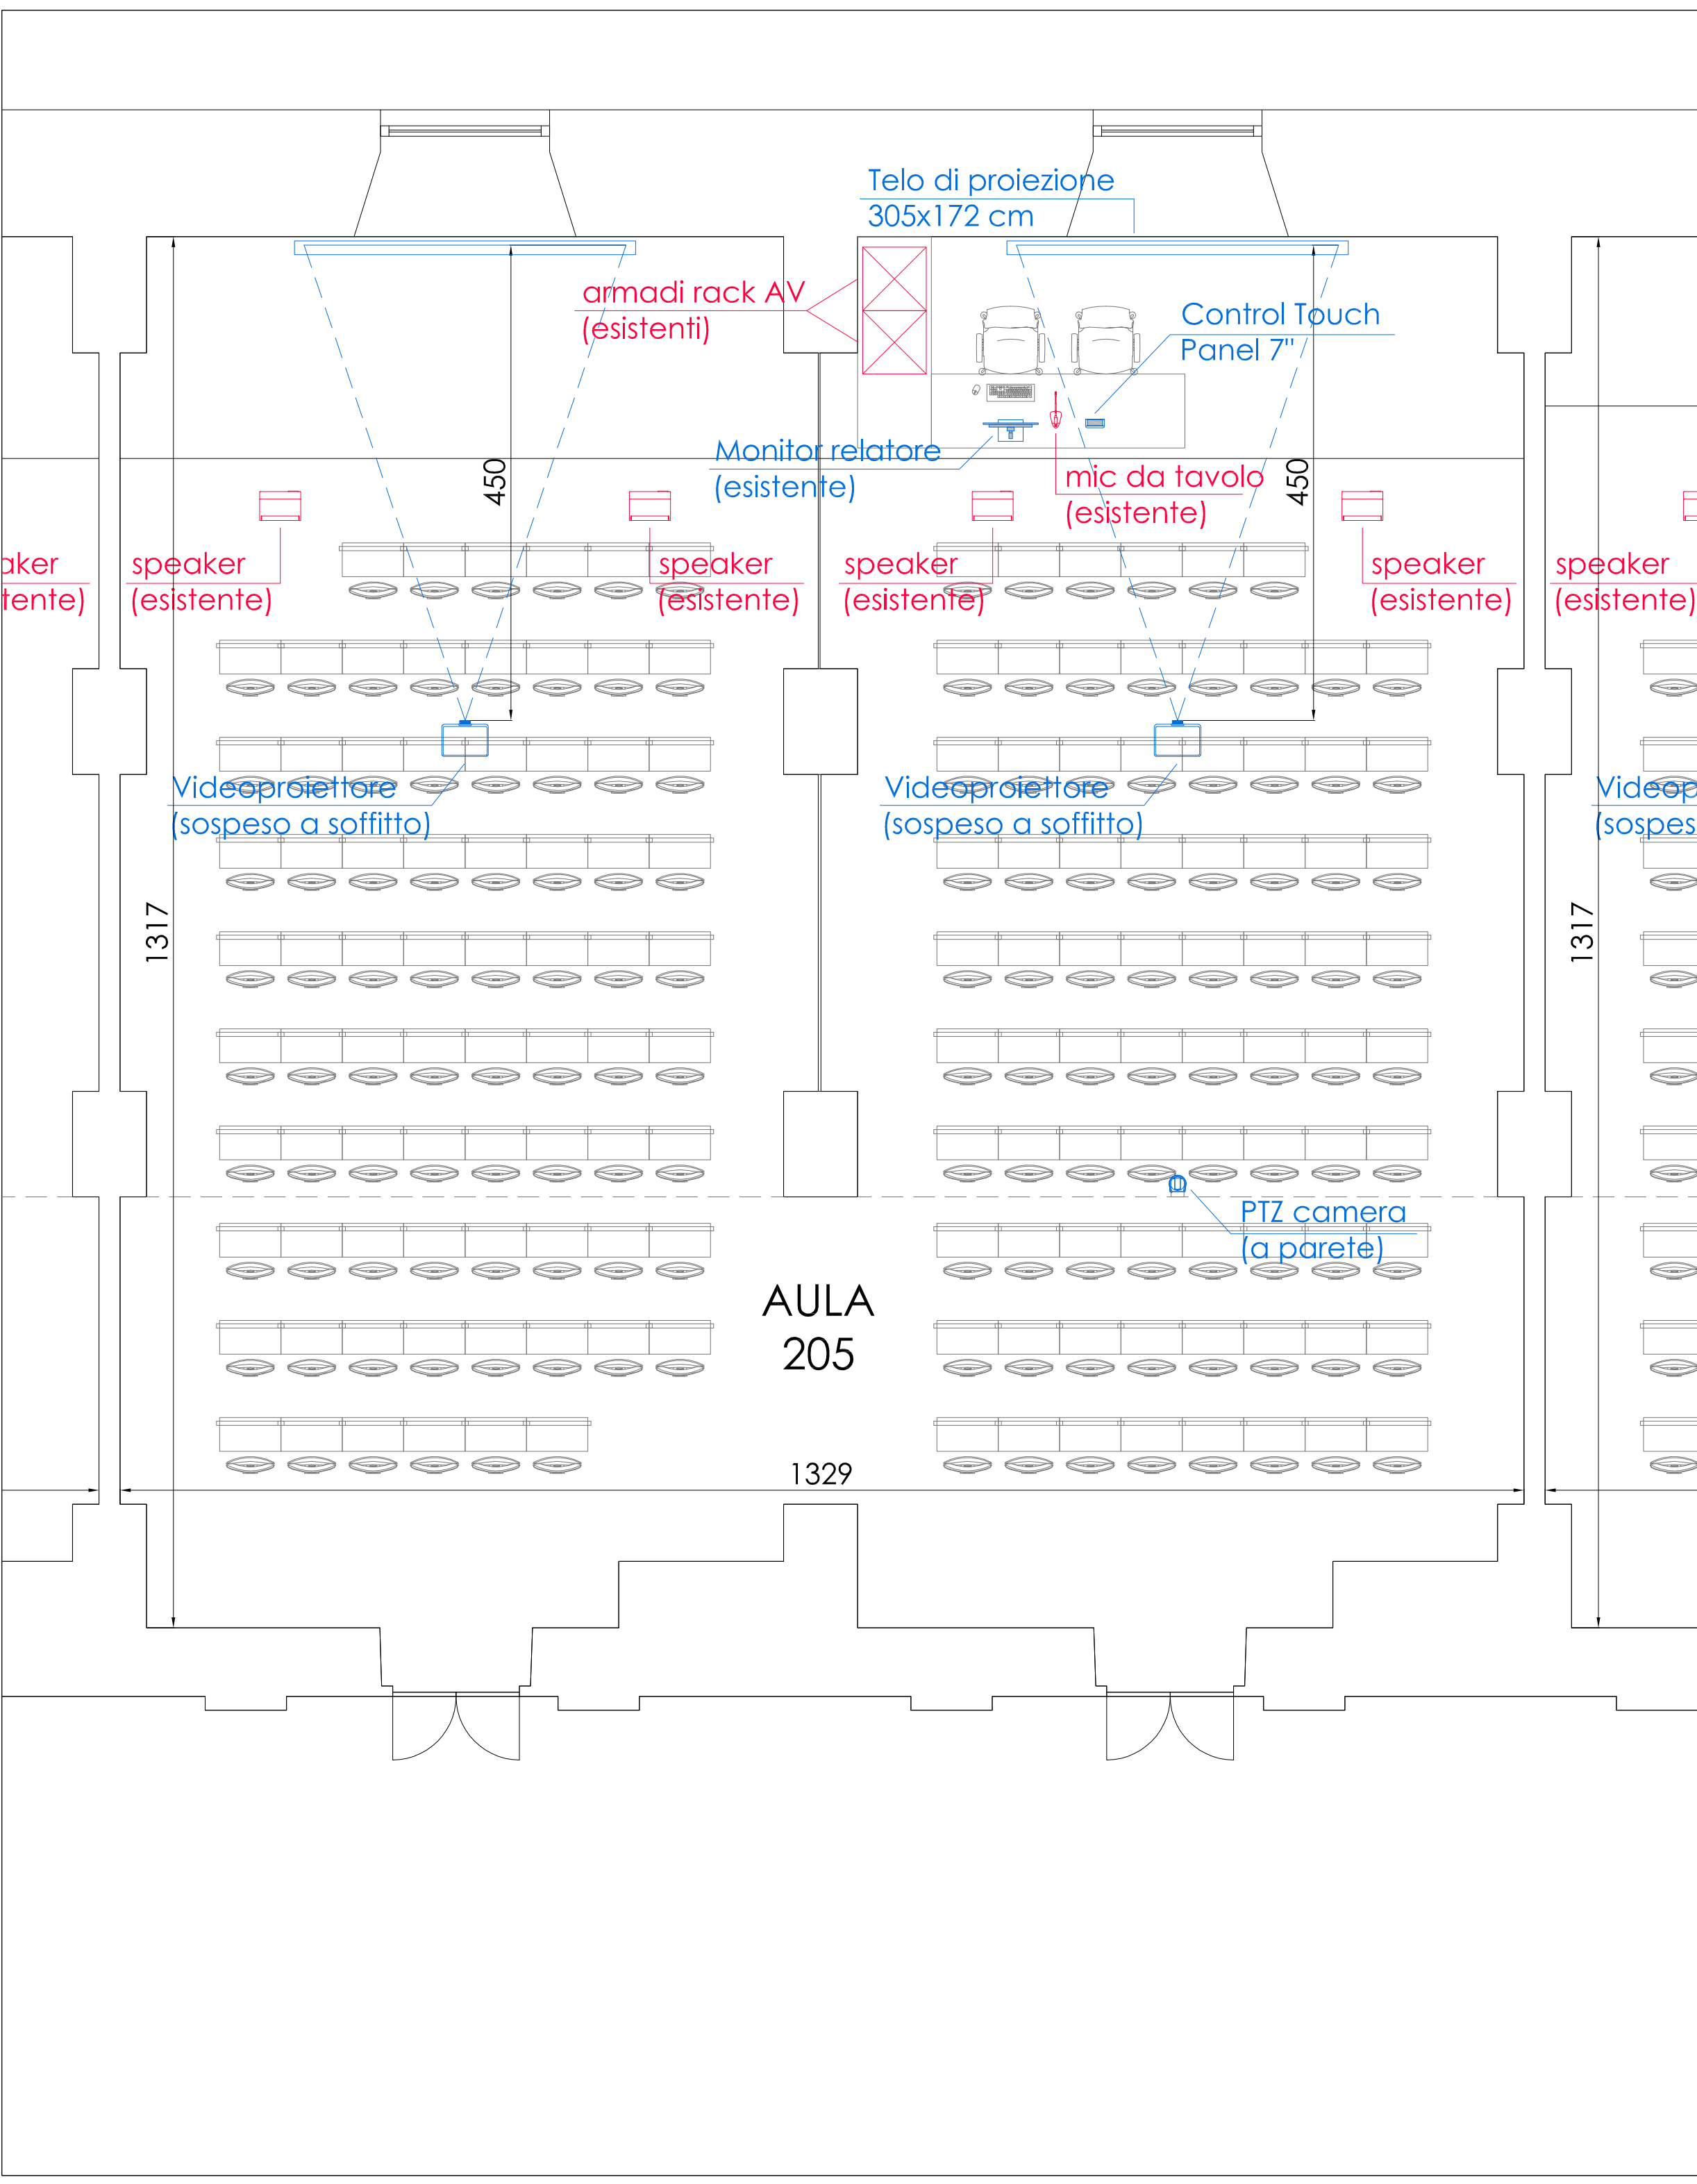 Telo di proiezione
305x172 cm
armadi rack AV
(esistenti)
Control Touch
Panel 7"
Monitor relatore
(esistente)
mic da tavolo
(esistente)
450
450
aker
tente)
speaker
(esistente)
speaker
(esistente)
speaker
(esistente)
speaker
(esistente)
speaker
(esistente)
Videoproiettore
(sospeso a soffitto)
Videoproiettore
(sospeso a soffitto)
Videop
(sospes
1317
1317
PTZ camera
(a parete)
AULA
205
1329